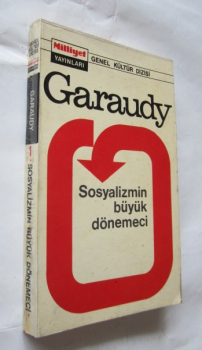 Milliyet
YAYINLARI
GENEL KÜLTÜR DİZİSİ
Garaudy
Sosyalizmin
büyük
dönemeci
GARAUDY
1
SOSYALİZMİN BÜYÜK DÖNEMECİ